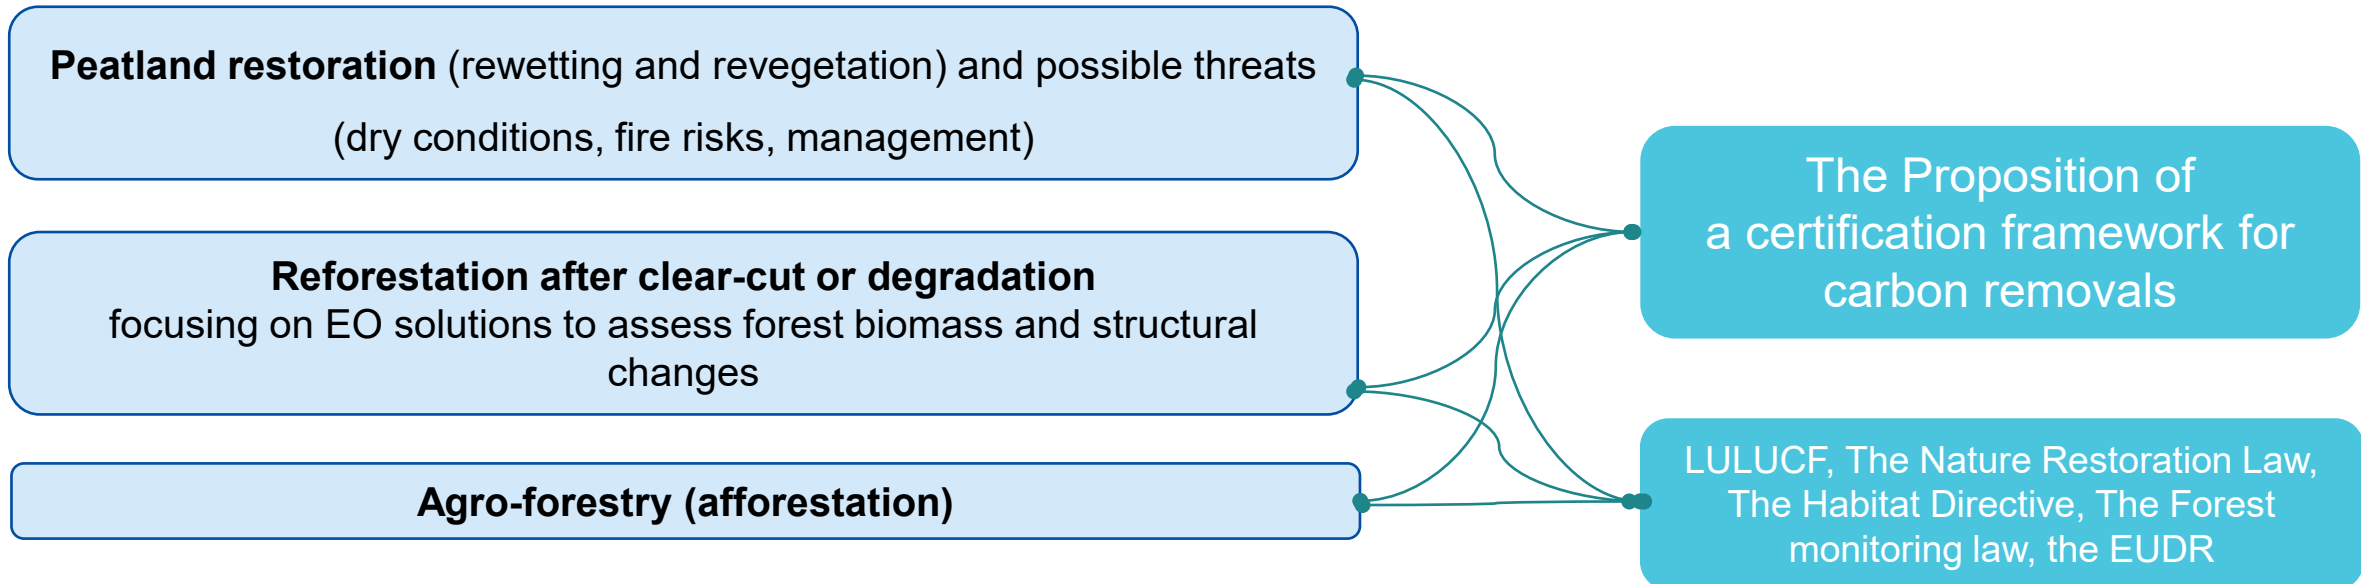 Peatland restoration (rewetting and revegetation) and possible threats
(dry conditions, fire risks, management)
Reforestation after clear-cut or degradation
focusing on EO solutions to assess forest biomass and structural
changes
Agro-forestry (afforestation)
The Proposition of
a certification framework for
carbon removals
LULUCF, The Nature Restoration Law,
The Habitat Directive, The Forest
monitoring law, the EUDR